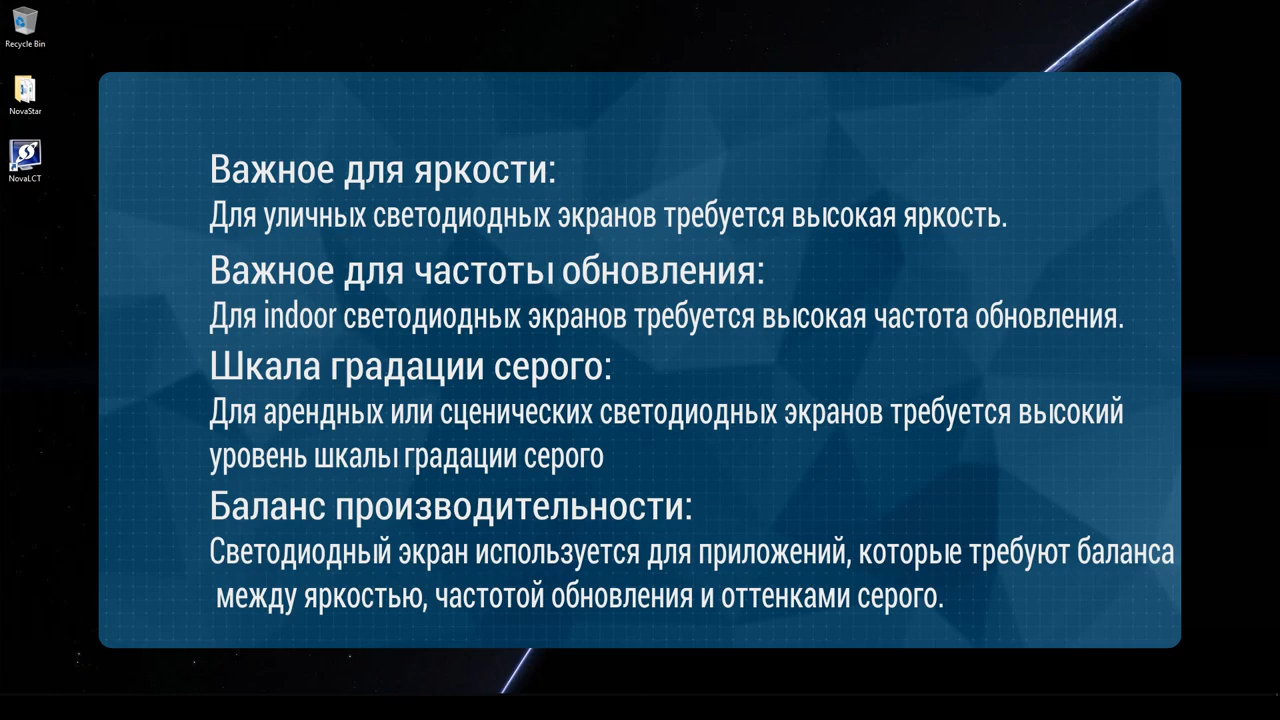 Recycle Bin
NovaStar
NovaLCT
Важное для яркости:
Для уличных светодиодных экранов требуется высокая яркость.
Важное для частоты обновления:
Для indoor светодиодных экранов требуется высокая частота обновления.
Шкала градации серого:
Для арендных или сценических светодиодных экранов требуется высокий
уровень шкалы градации серого
Баланс производительности:
Светодиодный экран используется для приложений, которые требуют баланса
между яркостью, частотой обновления и оттенками серого.